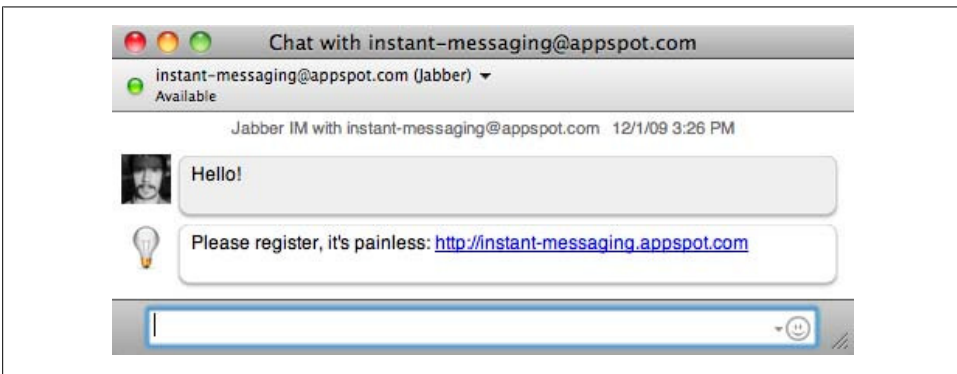 Chat with instant-messaging@appspot.com
instant-messaging@appspot.com (Jabber)
Available
Jabber IM with instant-messaging@appspot.com 12/1/09 3:26 PM
Hello!
Please register, it's painless: http://instant-messaging.appspot.com